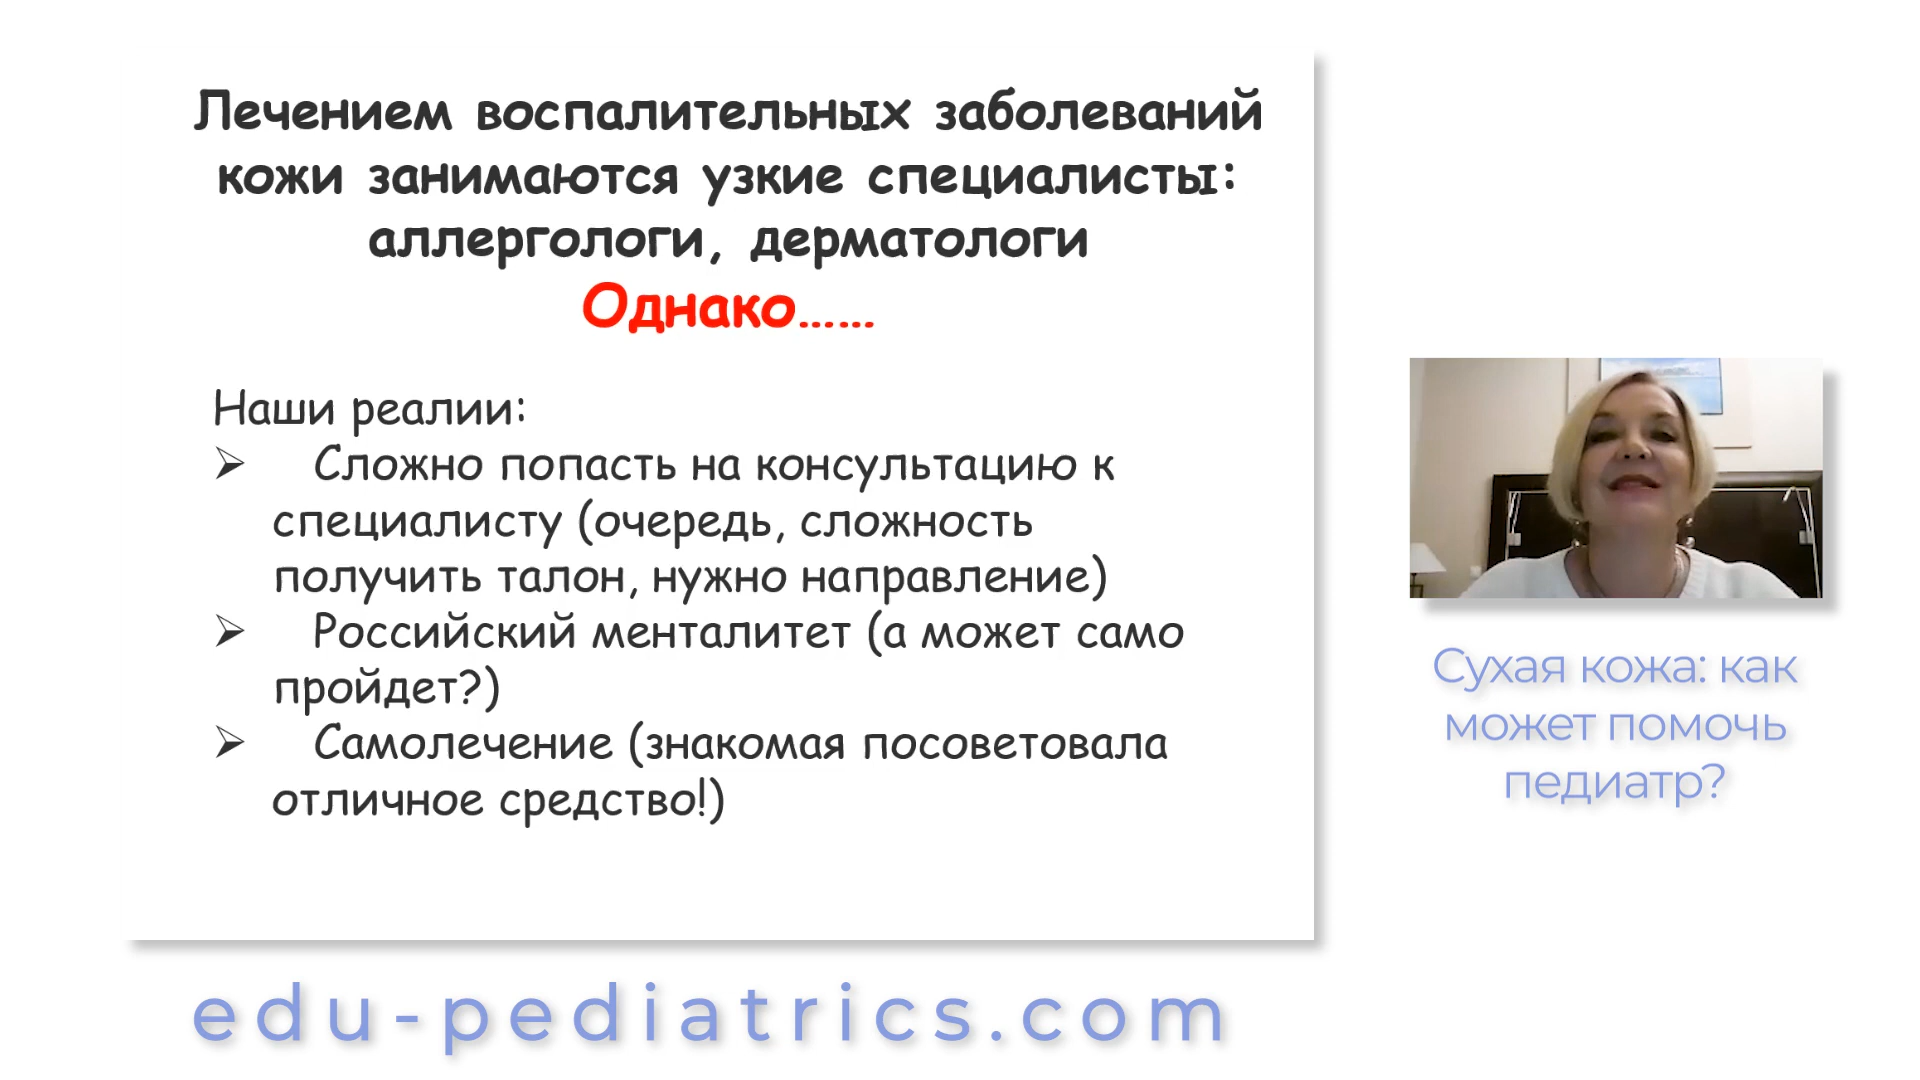 Лечением воспалительных заболеваний
кожи занимаются узкие специалисты:
аллергологи, дерматологи
Однако……
Наши реалии:
➢ Сложно попасть на консультацию к
специалисту (очередь, сложность
получить талон, нужно направление)
➢ Российский менталитет (а может само
пройдет?)
➢ Самолечение (знакомая посоветовала
отличное средство!)
Сухая кожа: как
может помочь
педиатр?
edu-pediatrics.com